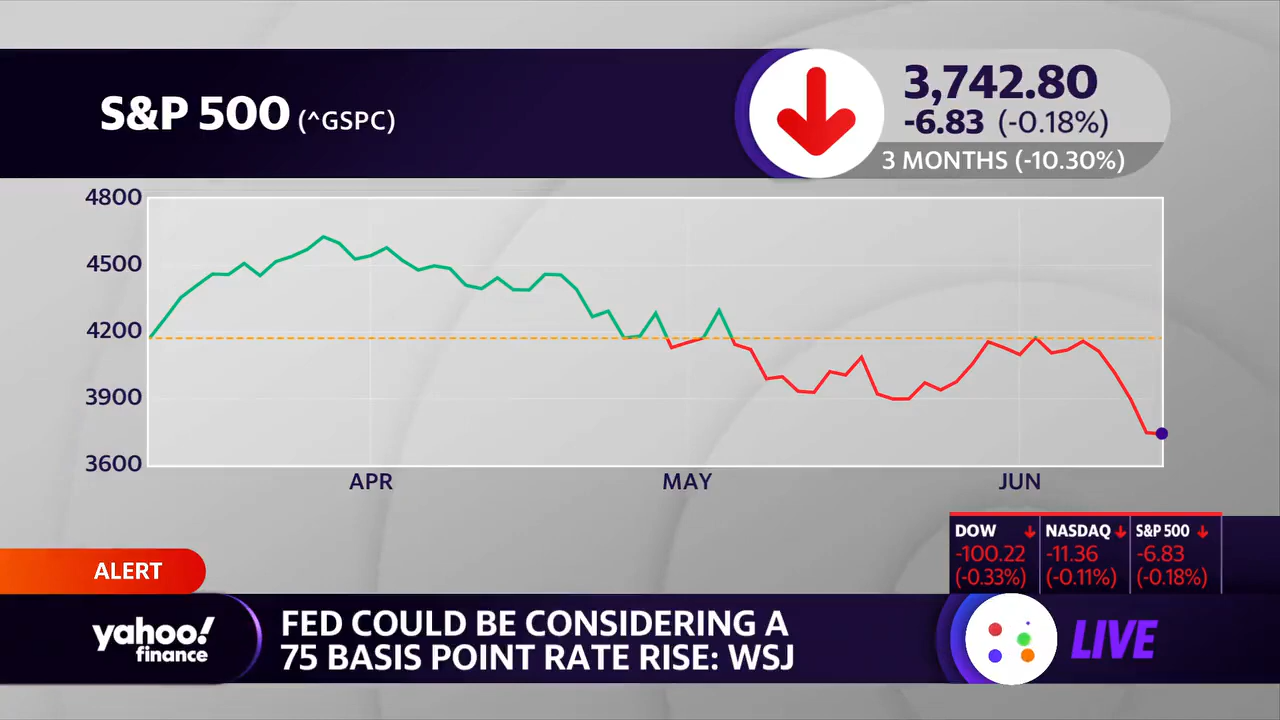 S&P 500 (^GSPC)
3,742.80
-6.83 (-0.18%)
3 MONTHS (-10.30%)
4800
4500
4200
3900
3600
APR MAY JUN
DOW NASDAQ S&P 500
-100.22 -11.36 -6.83
(-0.33%) (-0.11%) (-0.18%)
ALERT
yahoo!
finance
FED COULD BE CONSIDERING A
75 BASIS POINT RATE RISE: WSJ
LIVE